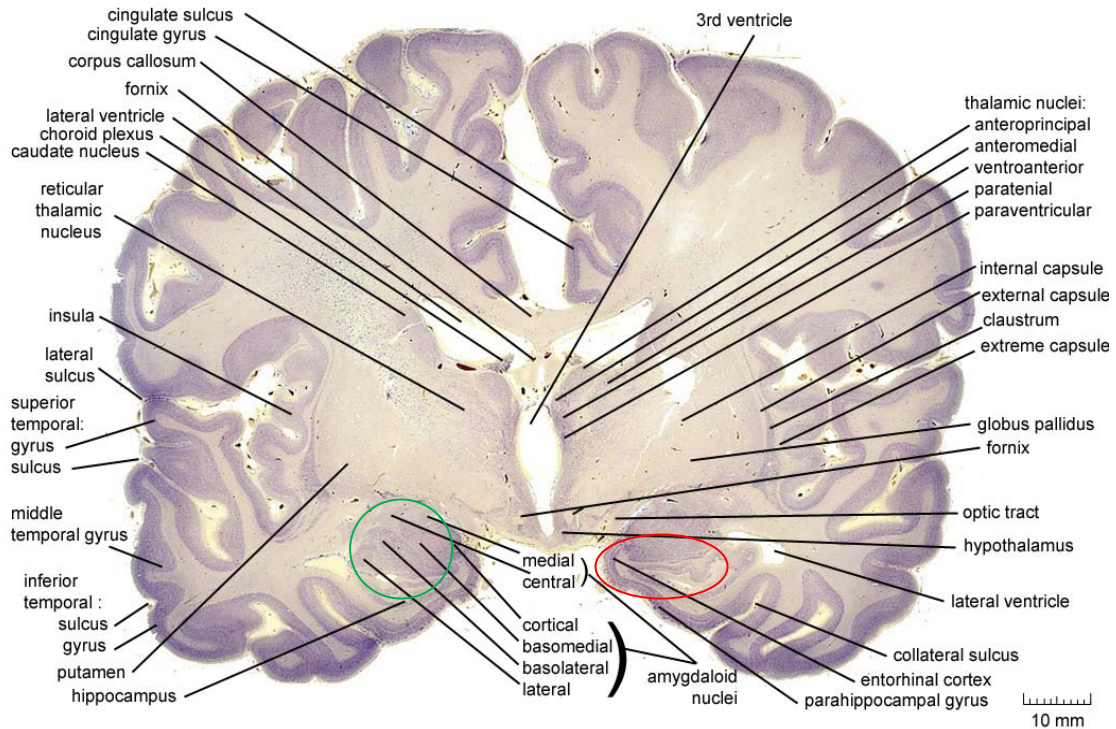 cingulate sulcus
cingulate gyrus
corpus callosum
fornix
lateral ventricle
choroid plexus
caudate nucleus
reticular
thalamic
nucleus
insula
lateral
sulcus
superior
temporal:
gyrus
sulcus
middle
temporal gyrus
inferior
temporal :
sulcus
gyrus
putamen
hippocampus
3rd ventricle
medial
central
cortical
basomedial
basolateral
lateral
amygdaloid
nuclei
thalamic nuclei:
anteroprincipal
anteromedial
ventroanterior
paratenial
paraventricular
internal capsule
external capsule
claustrum
extreme capsule
globus pallidus
fornix
optic tract
hypothalamus
lateral ventricle
collateral sulcus
entorhinal cortex
parahippocampal gyrus
10 mm